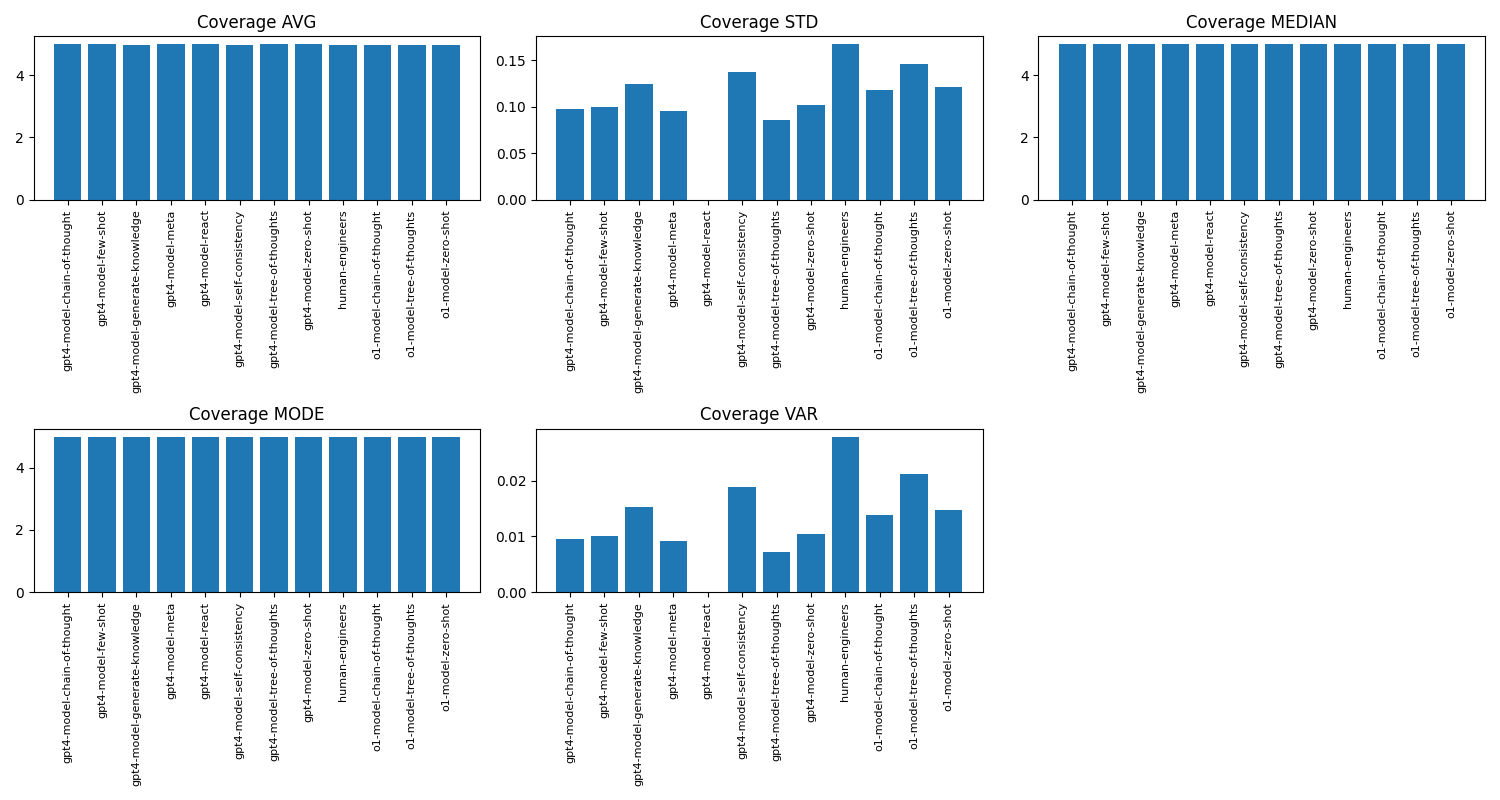 Coverage AVG
4
2
0
gpt4-model-chain-of-thought
gpt4-model-few-shot
gpt4-model-generate-knowledge
gpt4-model-meta
gpt4-model-react
gpt4-model-self-consistency
gpt4-model-tree-of-thoughts
gpt4-model-zero-shot
human-engineers
o1-model-chain-of-thought
o1-model-tree-of-thoughts
o1-model-zero-shot
Coverage STD
0.15
0.10
0.05
0.00
gpt4-model-chain-of-thought
gpt4-model-few-shot
gpt4-model-generate-knowledge
gpt4-model-meta
gpt4-model-react
gpt4-model-self-consistency
gpt4-model-tree-of-thoughts
gpt4-model-zero-shot
human-engineers
o1-model-chain-of-thought
o1-model-tree-of-thoughts
o1-model-zero-shot
Coverage MEDIAN
4
2
0
gpt4-model-chain-of-thought
gpt4-model-few-shot
gpt4-model-generate-knowledge
gpt4-model-meta
gpt4-model-react
gpt4-model-self-consistency
gpt4-model-tree-of-thoughts
gpt4-model-zero-shot
human-engineers
o1-model-chain-of-thought
o1-model-tree-of-thoughts
o1-model-zero-shot
Coverage MODE
4
2
0
gpt4-model-chain-of-thought
gpt4-model-few-shot
gpt4-model-generate-knowledge
gpt4-model-meta
gpt4-model-react
gpt4-model-self-consistency
gpt4-model-tree-of-thoughts
gpt4-model-zero-shot
human-engineers
o1-model-chain-of-thought
o1-model-tree-of-thoughts
o1-model-zero-shot
Coverage VAR
0.02
0.01
0.00
gpt4-model-chain-of-thought
gpt4-model-few-shot
gpt4-model-generate-knowledge
gpt4-model-meta
gpt4-model-react
gpt4-model-self-consistency
gpt4-model-tree-of-thoughts
gpt4-model-zero-shot
human-engineers
o1-model-chain-of-thought
o1-model-tree-of-thoughts
o1-model-zero-shot